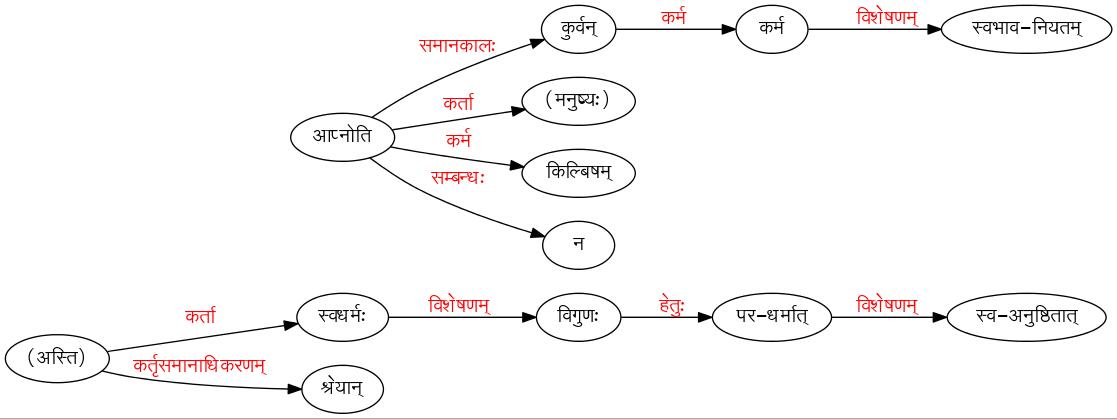 समानकालः
कुर्वन्
कर्म
कर्म
विशेषणम्
स्वभाव-नियतम्
आप्नोति
कर्ता
(मनुष्यः)
कर्म
किल्बिषम्
सम्बन्धः
न
(अस्ति)
कर्ता
स्वधर्मः
विशेषणम्
विगुणः
हेतुः
पर-धर्मात्
विशेषणम्
स्व-अनुष्ठितात्
कर्तृसमानाधिकरणम्
श्रेयान्